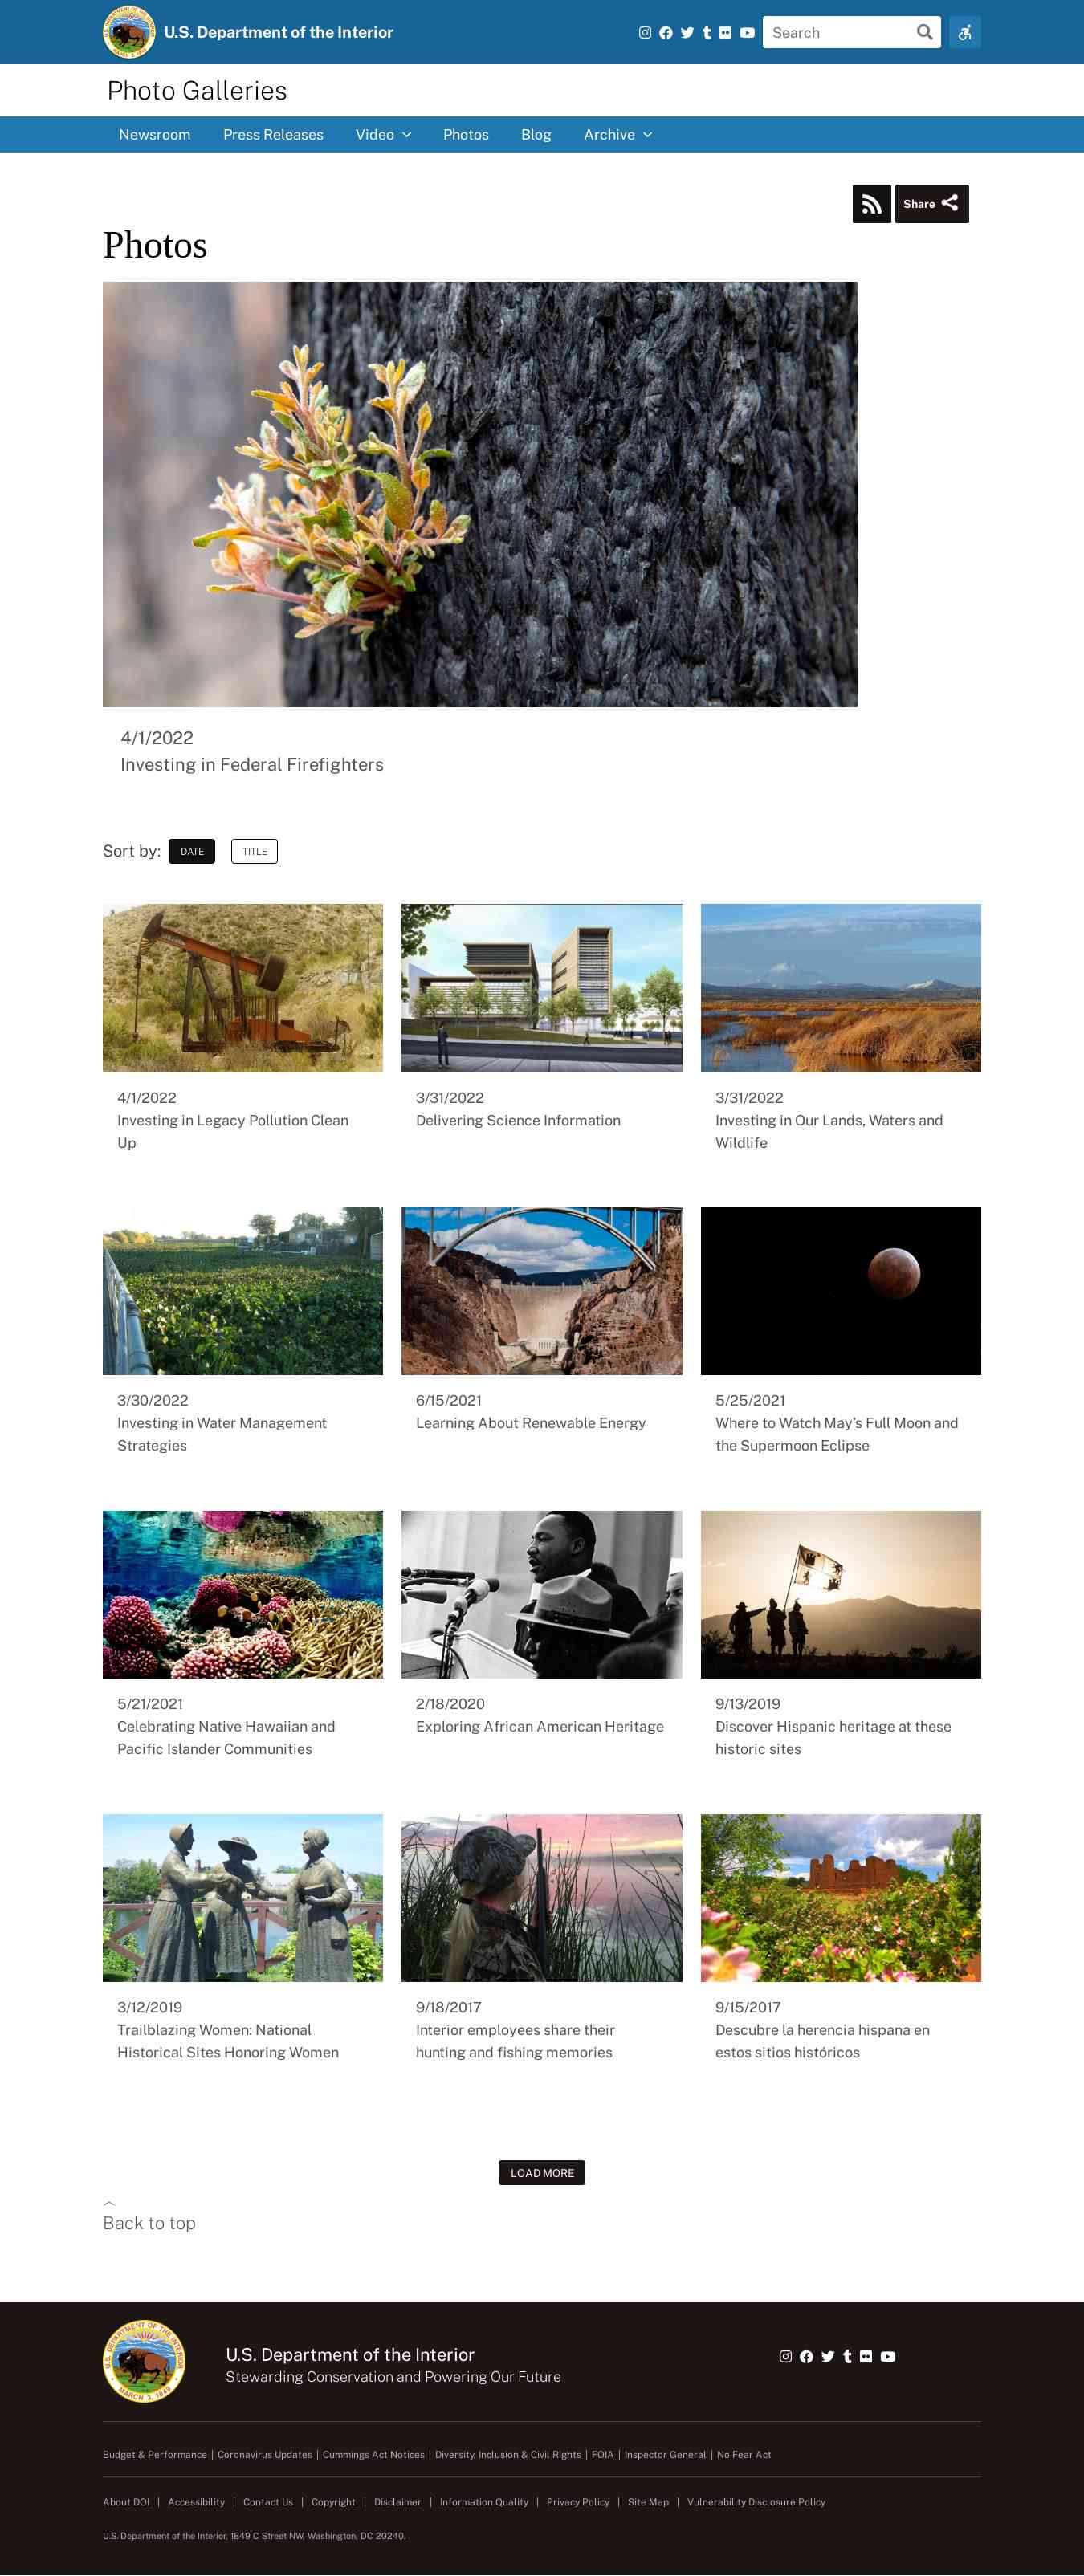 U.S. Department of the Interior
Search
Photo Galleries
Newsroom
Press Releases
Video
Photos
Blog
Archive
Share
Photos
4/1/2022
Investing in Federal Firefighters
Sort by:
DATE
TITLE
4/1/2022
Investing in Legacy Pollution Clean
Up
3/31/2022
Delivering Science Information
3/31/2022
Investing in Our Lands, Waters and
Wildlife
3/30/2022
Investing in Water Management
Strategies
6/15/2021
Learning About Renewable Energy
5/25/2021
Where to Watch May's Full Moon and
the Supermoon Eclipse
5/21/2021
Celebrating Native Hawaiian and
Pacific Islander Communities
2/18/2020
Exploring African American Heritage
9/13/2019
Discover Hispanic heritage at these
historic sites
3/12/2019
Trailblazing Women: National
Historical Sites Honoring Women
9/18/2017
Interior employees share their
hunting and fishing memories
9/15/2017
Descubre la herencia hispana en
estos sitios históricos
LOAD MORE
Back to top
U.S. DEPARTMENT OF THE INTERIOR
MARCH 3, 1849
U.S. Department of the Interior
Stewarding Conservation and Powering Our Future
Budget & Performance | Coronavirus Updates | Cummings Act Notices | Diversity, Inclusion & Civil Rights | FOIA | Inspector General | No Fear Act
About DOI | Accessibility | Contact Us | Copyright | Disclaimer | Information Quality | Privacy Policy | Site Map | Vulnerability Disclosure Policy
U.S. Department of the Interior, 1849 C Street NW, Washington, DC 20240.